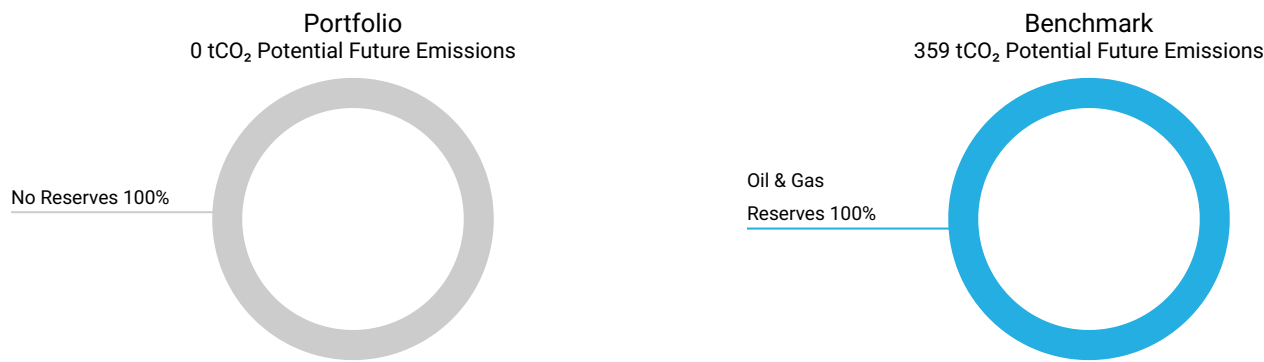 Portfolio
0 tCO₂ Potential Future Emissions
No Reserves 100%
Benchmark
359 tCO₂ Potential Future Emissions
Oil & Gas
Reserves 100%